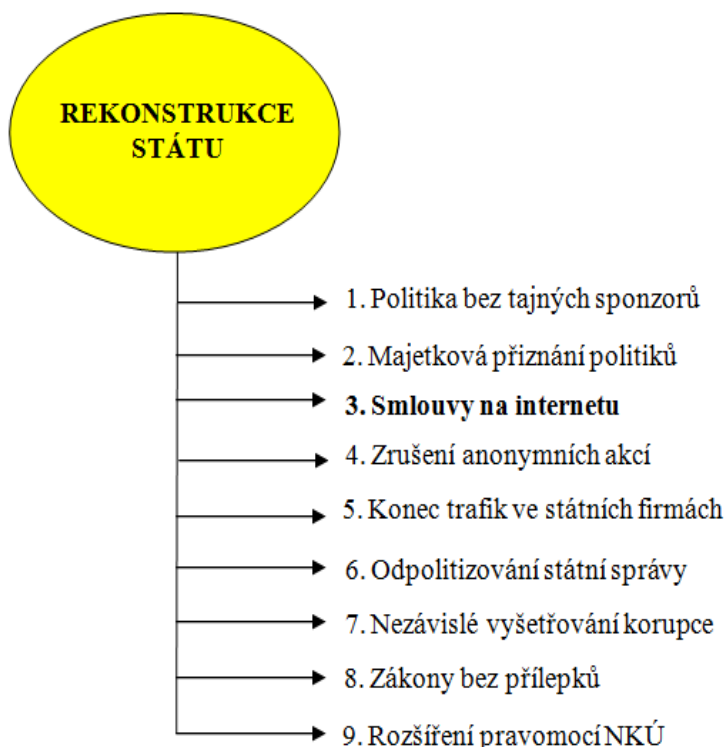 REKONSTRUKCE
STÁTU
1. Politika bez tajných sponzorů
2. Majetková přiznání politiků
3. Smlouvy na internetu
4. Zrušení anonymních akcí
5. Konec trafik ve státních firmách
6. Odpolitizování státní správy
7. Nezávislé vyšetřování korupce
8. Zákony bez přílepků
9. Rozšíření pravomocí NKÚ